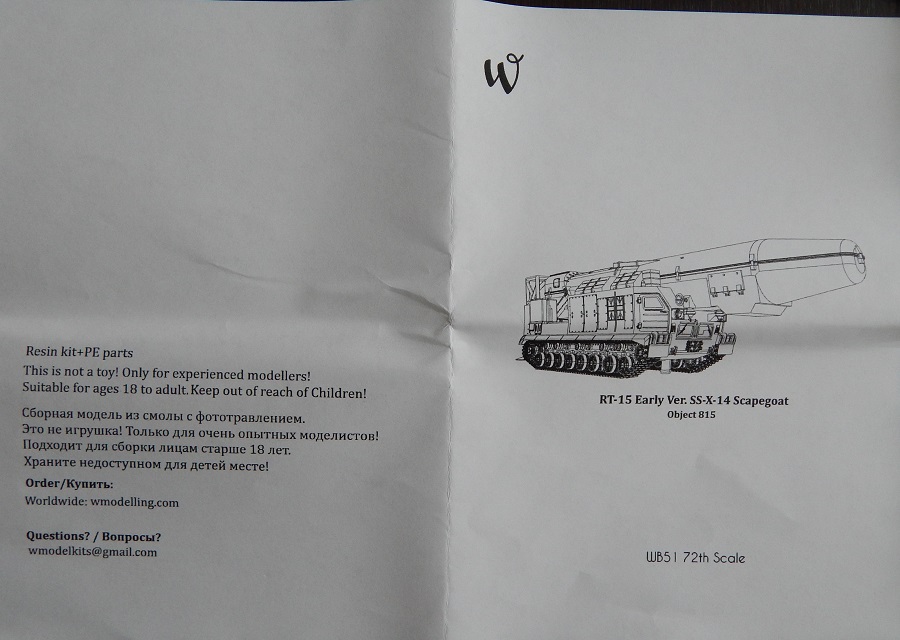 Resin kit+PE parts
This is not a toy! Only for experienced modellers!
Suitable for ages 18 to adult. Keep out of reach of Children!
Сборная модель из смолы с фототравлением.
Это не игрушка! Только для очень опытных моделистов!
Подходит для сборки лицам старше 18 лет.
Храните недоступном для детей месте!
Order/Купить:
Worldwide: wmodelling.com
Questions? / Вопросы?
wmodelkits@gmail.com
W
RT-15 Early Ver. SS-X-14 Scapegoat
Object 815
WB51 72th Scale